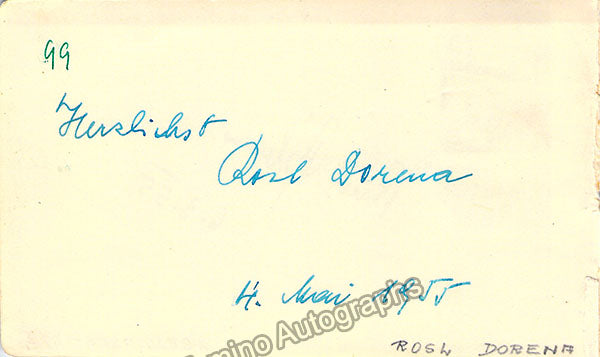 99
Herzlichst
Rosl Dorena
4. Mai 1955
Tamino Autographs
ROSL DORENA